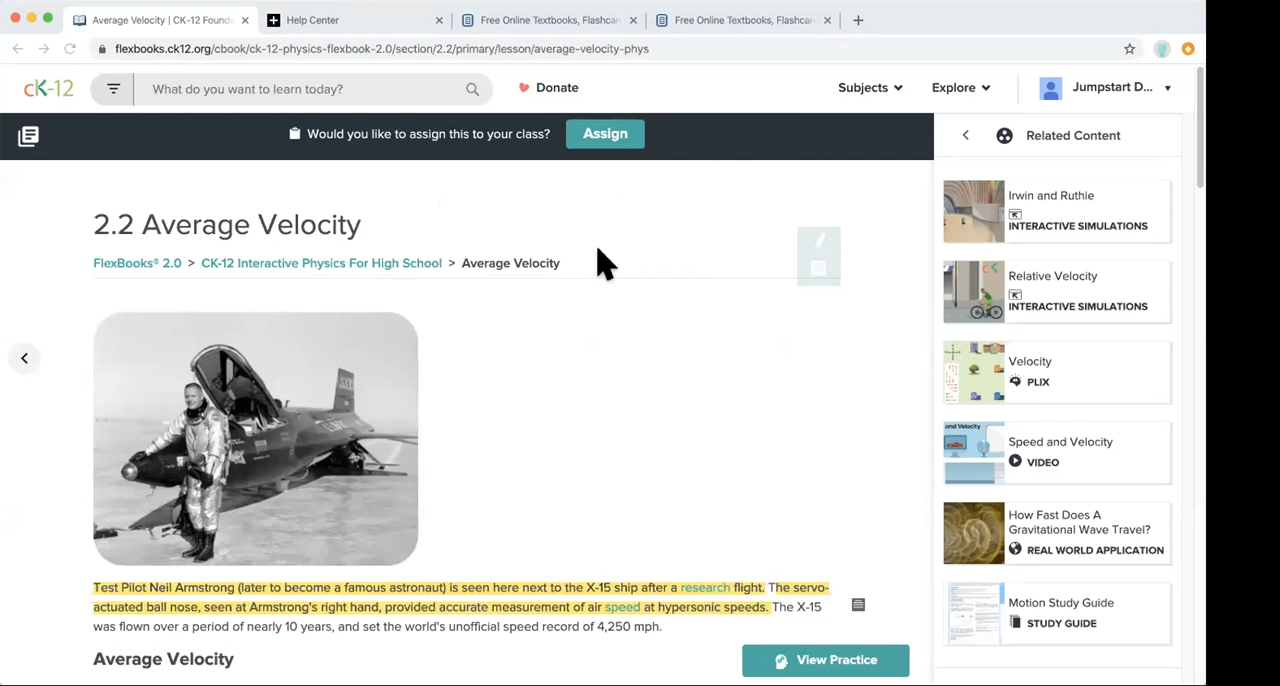 Average Velocity | CK-12 Founda
Help Center
Free Online Textbooks, Flashcar
Free Online Textbooks, Flashcar
flexbooks.ck12.org/cbook/ck-12-physics-flexbook-2.0/section/2.2/primary/lesson/average-velocity-phys
cK-12
What do you want to learn today?
Donate
Subjects
Explore
Jumpstart D...
Would you like to assign this to your class?
Assign
2.2 Average Velocity
FlexBooks® 2.0 > CK-12 Interactive Physics For High School > Average Velocity
Test Pilot Neil Armstrong (later to become a famous astronaut) is seen here next to the X-15 ship after a research flight. The servo-
actuated ball nose, seen at Armstrong's right hand, provided accurate measurement of air speed at hypersonic speeds. The X-15
was flown over a period of nearly 10 years, and set the world's unofficial speed record of 4,250 mph.
Average Velocity
View Practice
Related Content
Irwin and Ruthie
INTERACTIVE SIMULATIONS
Relative Velocity
INTERACTIVE SIMULATIONS
Velocity
PLIX
Speed and Velocity
VIDEO
How Fast Does A
Gravitational Wave Travel?
REAL WORLD APPLICATION
Motion Study Guide
STUDY GUIDE